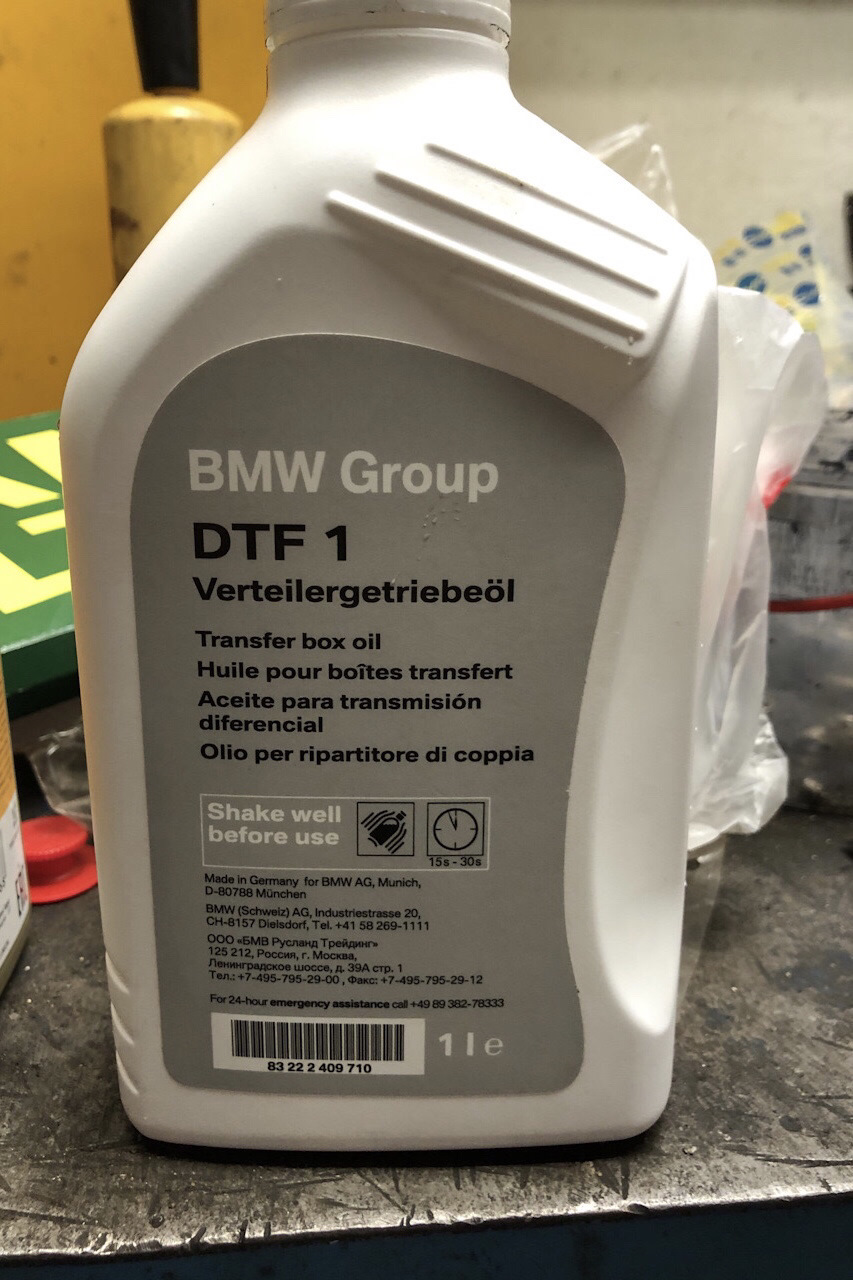 BMW Group
DTF 1
Verteilergetriebeöl
Transfer box oil
Huile pour boîtes transfert
Aceite para transmisión
diferencial
Olio per ripartitore di coppia
Shake well
before use
15s - 30s
Made in Germany for BMW AG, Munich,
D-80788 München
BMW (Schweiz) AG, Industriestrasse 20,
CH-8157 Dielsdorf, Tel. +41 58 269-1111
ООО «БМВ Русланд Трейдинг»
125 212, Россия, г. Москва,
Ленинградское шоссе, д. 39А стр. 1
Тел.: +7-495-795-29-00 , Факс: +7-495-795-29-12
For 24-hour emergency assistance call +49 89 382-78333
1 l e
83 22 2 409 710